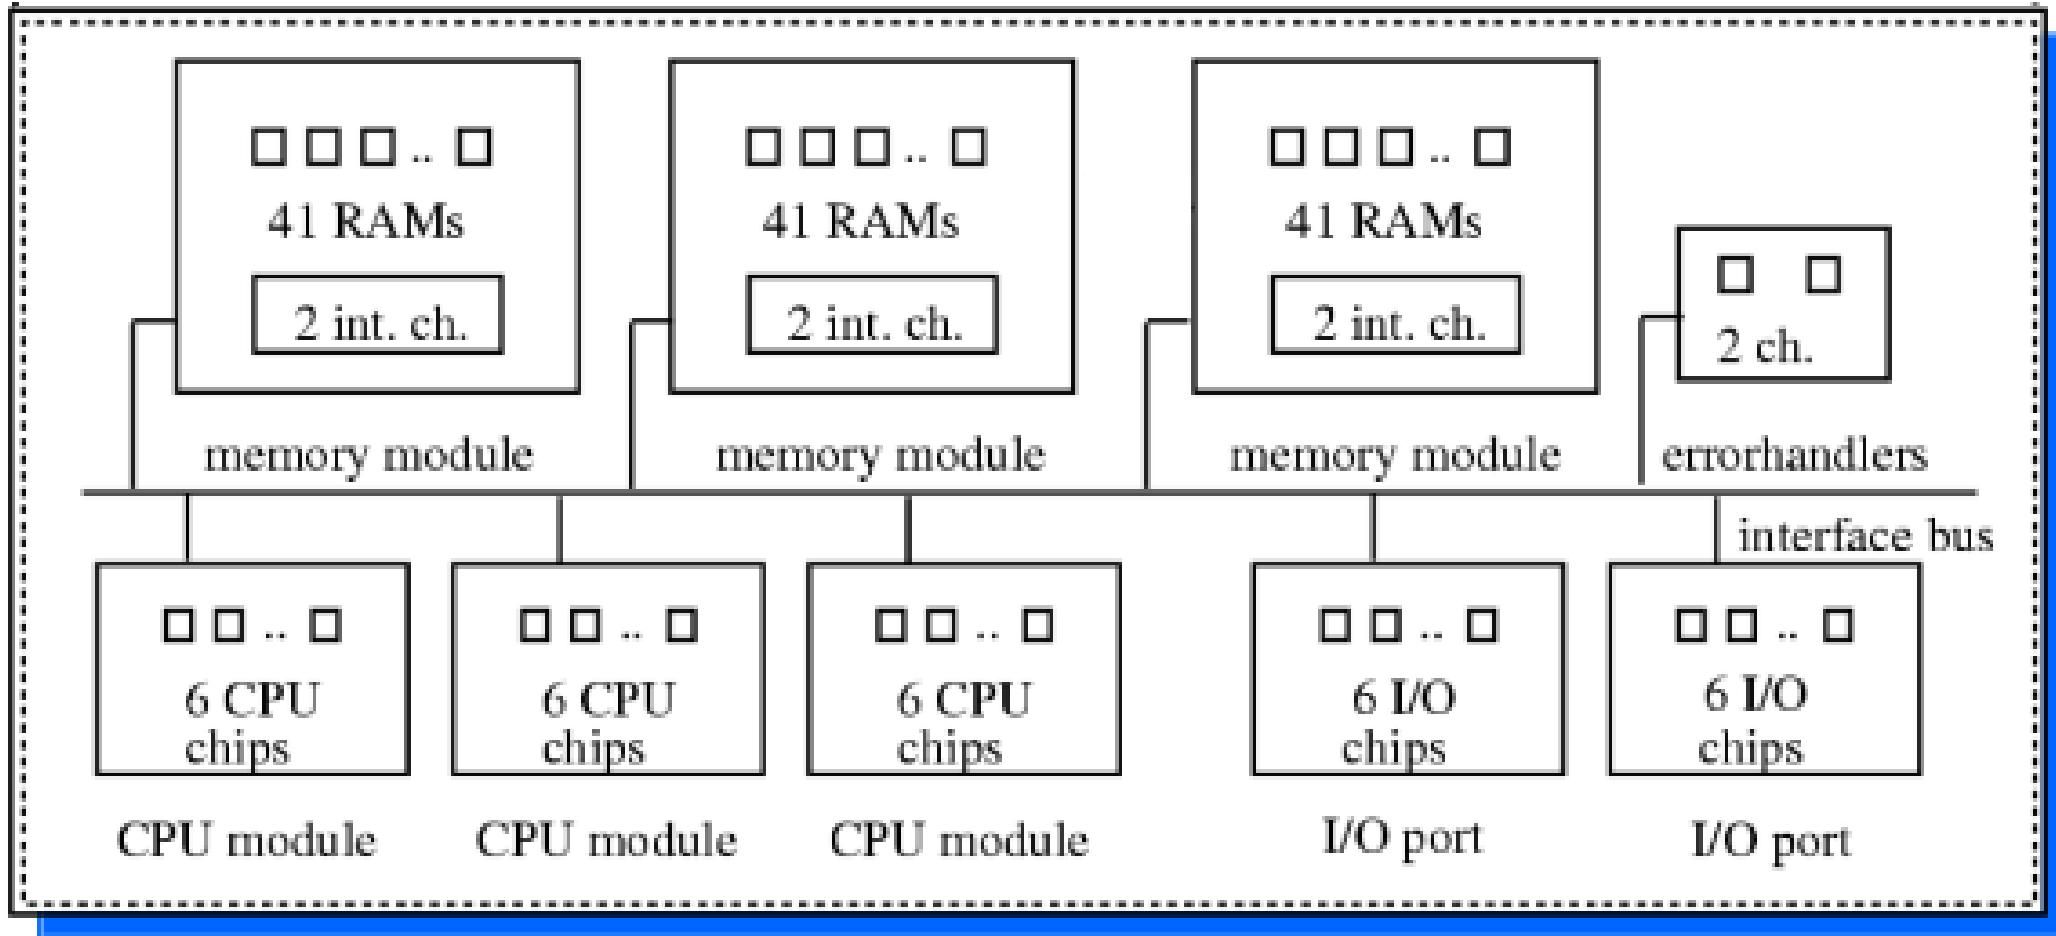 41 RAMs
41 RAMs
41 RAMs
2 int. ch.
2 int. ch.
2 int. ch.
2 ch.
memory module
memory module
memory module
errorhandlers
interface bus
6 CPU
chips
6 CPU
chips
6 CPU
chips
6 I/O
chips
6 I/O
chips
CPU module
CPU module
CPU module
I/O port
I/O port